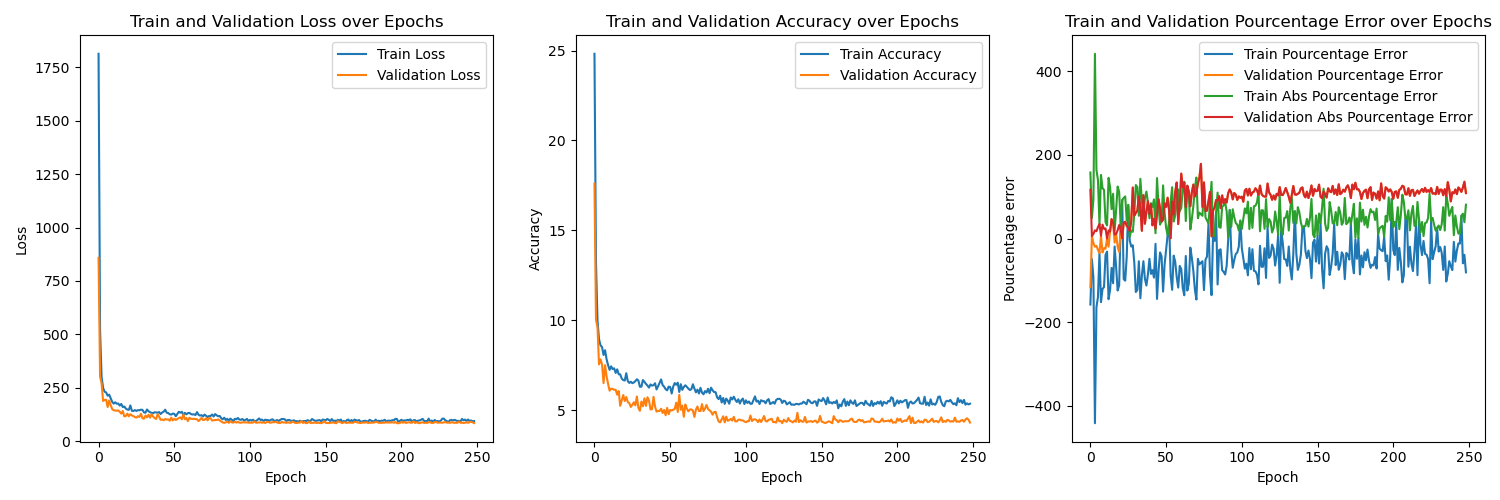 Train and Validation Loss over Epochs
Train Loss
Validation Loss
Loss
1750
1500
1250
1000
750
500
250
0
0
50
100
150
200
250
Epoch
Train and Validation Accuracy over Epochs
Train Accuracy
Validation Accuracy
Accuracy
25
20
15
10
5
0
50
100
150
200
250
Epoch
Train and Validation Pourcentage Error over Epochs
Train Pourcentage Error
Validation Pourcentage Error
Train Abs Pourcentage Error
Validation Abs Pourcentage Error
Pourcentage error
400
200
0
−200
−400
0
50
100
150
200
250
Epoch